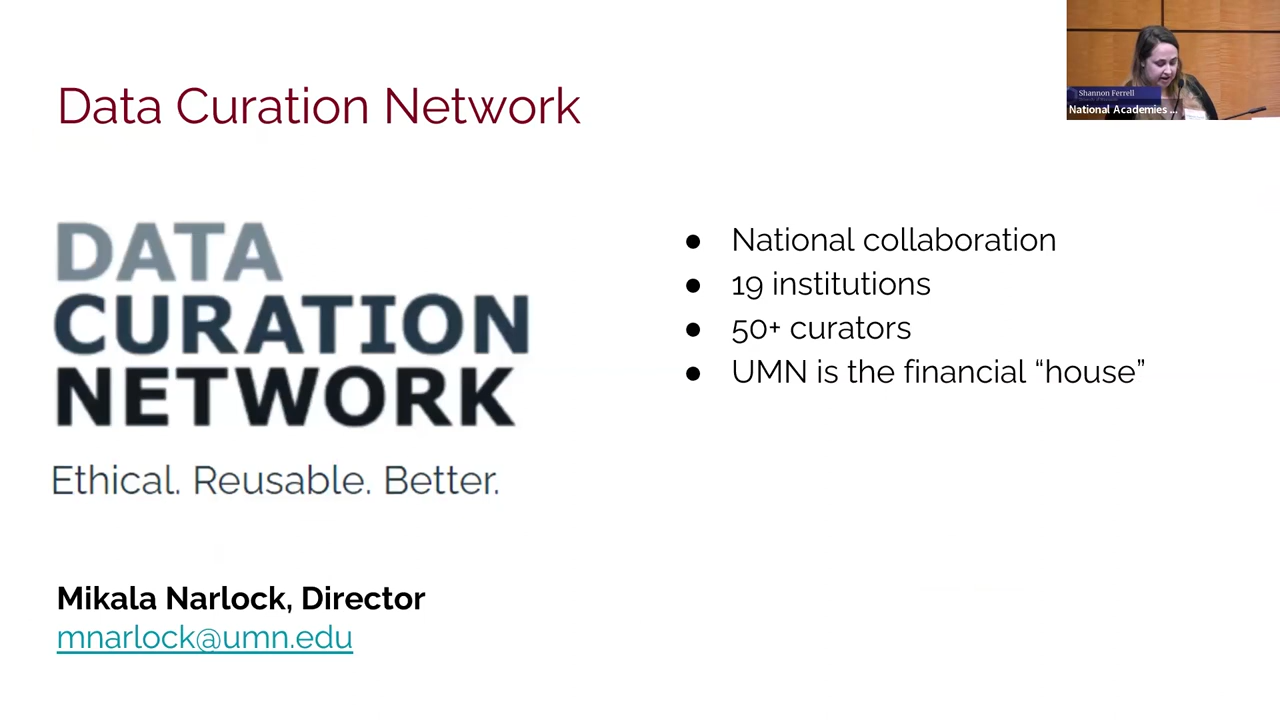 Data Curation Network
Shannon Ferrell
National Academies ...
DATA
CURATION
NETWORK
Ethical. Reusable. Better.
● National collaboration
● 19 institutions
● 50+ curators
● UMN is the financial “house”
Mikala Narlock, Director
mnarlock@umn.edu